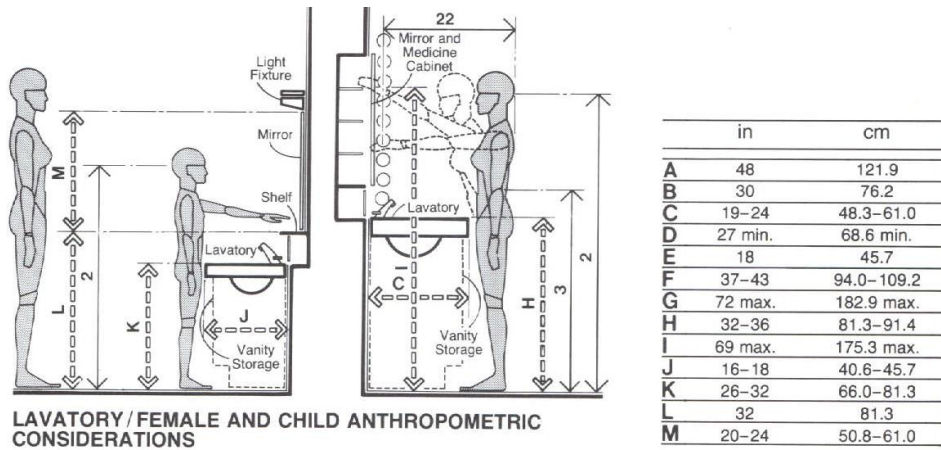 22
Mirror and
Medicine
Cabinet
Light
Fixture
Mirror
M
2
Shelf
Lavatory
Lavatory
2
I
C
H
3
L
K
J
Vanity
Storage
Vanity
Storage
LAVATORY/FEMALE AND CHILD ANTHROPOMETRIC
CONSIDERATIONS
in cm
A 48 121.9
B 30 76.2
C 19–24 48.3–61.0
D 27 min. 68.6 min.
E 18 45.7
F 37–43 94.0–109.2
G 72 max. 182.9 max.
H 32–36 81.3–91.4
I 69 max. 175.3 max.
J 16–18 40.6–45.7
K 26–32 66.0–81.3
L 32 81.3
M 20–24 50.8–61.0